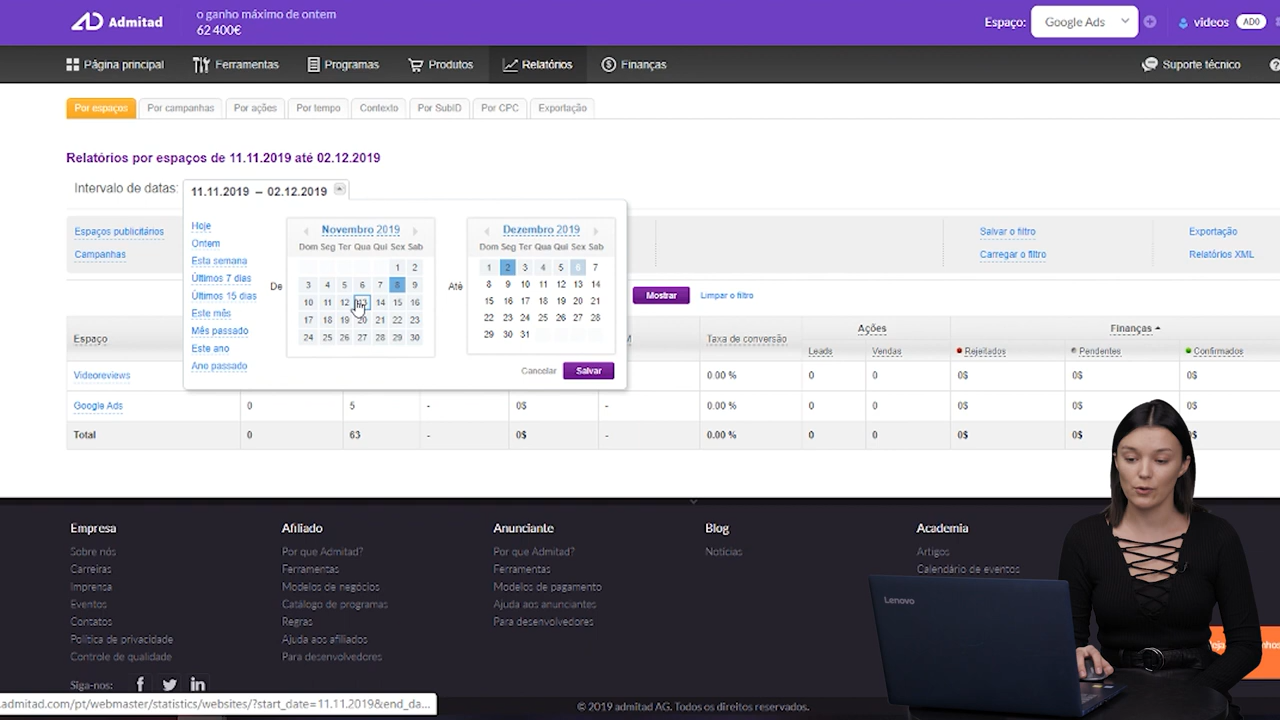 Admitad
o ganho máximo de ontem
62 400€
Espaço:
Google Ads
videos
AD0
Página principal
Ferramentas
Programas
Produtos
Relatórios
Finanças
Suporte técnico
Por espaços
Por campanhas
Por ações
Por tempo
Contexto
Por SubID
Por CPC
Exportação
Relatórios por espaços de 11.11.2019 até 02.12.2019
Intervalo de datas:
11.11.2019 – 02.12.2019
Espaços publicitários
Campanhas
Hoje
Ontem
Esta semana
Últimos 7 dias
Últimos 15 dias
Este mês
Mês passado
Este ano
Ano passado
De
Novembro 2019
Dom Seg Ter Qua Qui Sex Sab
1 2
3 4 5 6 7 8 9
10 11 12 13 14 15 16
17 18 19 20 21 22 23
24 25 26 27 28 29 30
Até
Dezembro 2019
Dom Seg Ter Qua Qui Sex Sab
1 2 3 4 5 6 7
8 9 10 11 12 13 14
15 16 17 18 19 20 21
22 23 24 25 26 27 28
29 30 31
Cancelar
Salvar
Salvar o filtro
Carregar o filtro
Exportação
Relatórios XML
Mostrar
Limpar o filtro
Espaço
Taxa de conversão
Ações
Finanças
Leads
Vendas
Rejeitados
Pendentes
Confirmados
Videoreviews
0.00 % 0 0 0$ 0$ 0$
Google Ads 0 5 - 0$ - 0.00 % 0 0 0$ 0$ 0$
Total 0 63 - 0$ - 0.00 % 0 0 0$ 0$ $
Empresa
Sobre nós
Carreiras
Imprensa
Eventos
Contatos
Política de privacidade
Controle de qualidade
Afiliado
Por que Admitad?
Ferramentas
Modelos de negócios
Catálogo de programas
Regras
Ajuda aos afiliados
Para desenvolvedores
Anunciante
Por que Admitad?
Ferramentas
Modelos de pagamento
Ajuda aos anunciantes
Para desenvolvedores
Blog
Notícias
Academia
Artigos
Calendário de eventos
Siga-nos:
.admitad.com/pt/webmaster/statistics/websites/?start_date=11.11.2019&end_da...
© 2019 admitad AG. Todos os direitos reservados.
Lenovo